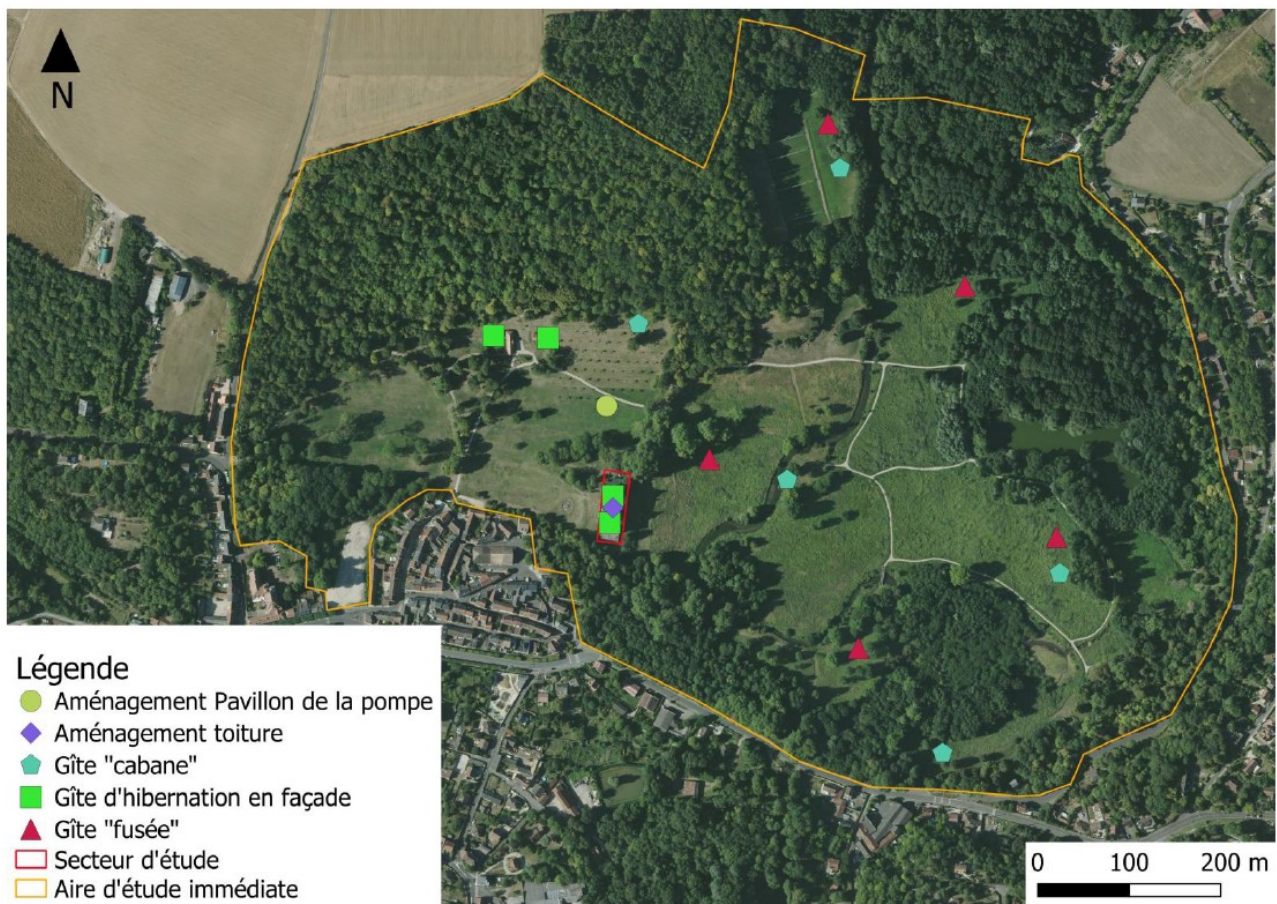 N
Légende
Aménagement Pavillon de la pompe
Aménagement toiture
Gîte "cabane"
Gîte d'hibernation en façade
Gîte "fusée"
Secteur d'étude
Aire d'étude immédiate
0 100 200 m